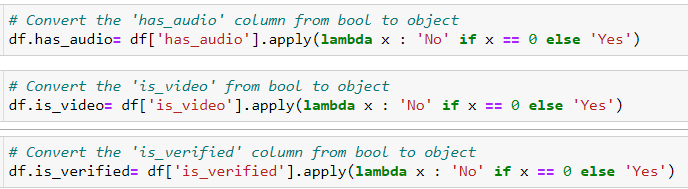 # Convert the 'has_audio' column from bool to object
df.has_audio= df['has_audio'].apply(lambda x : 'No' if x == 0 else 'Yes')
# Convert the 'is_video' from bool to object
df.is_video= df['is_video'].apply(lambda x : 'No' if x == 0 else 'Yes')
# Convert the 'is_verified' column from bool to object
df.is_verified= df['is_verified'].apply(lambda x : 'No' if x == 0 else 'Yes')